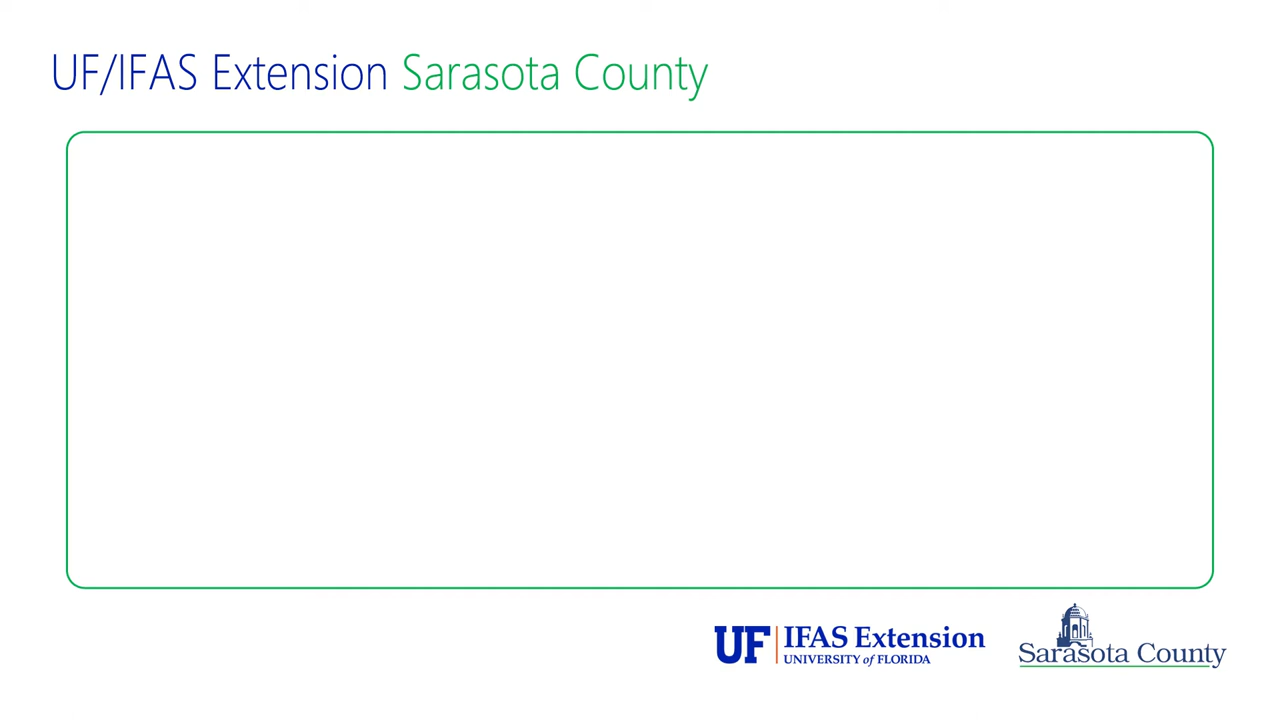 UF/IFAS Extension Sarasota County
UF | IFAS Extension
UNIVERSITY of FLORIDA
Sarasota County